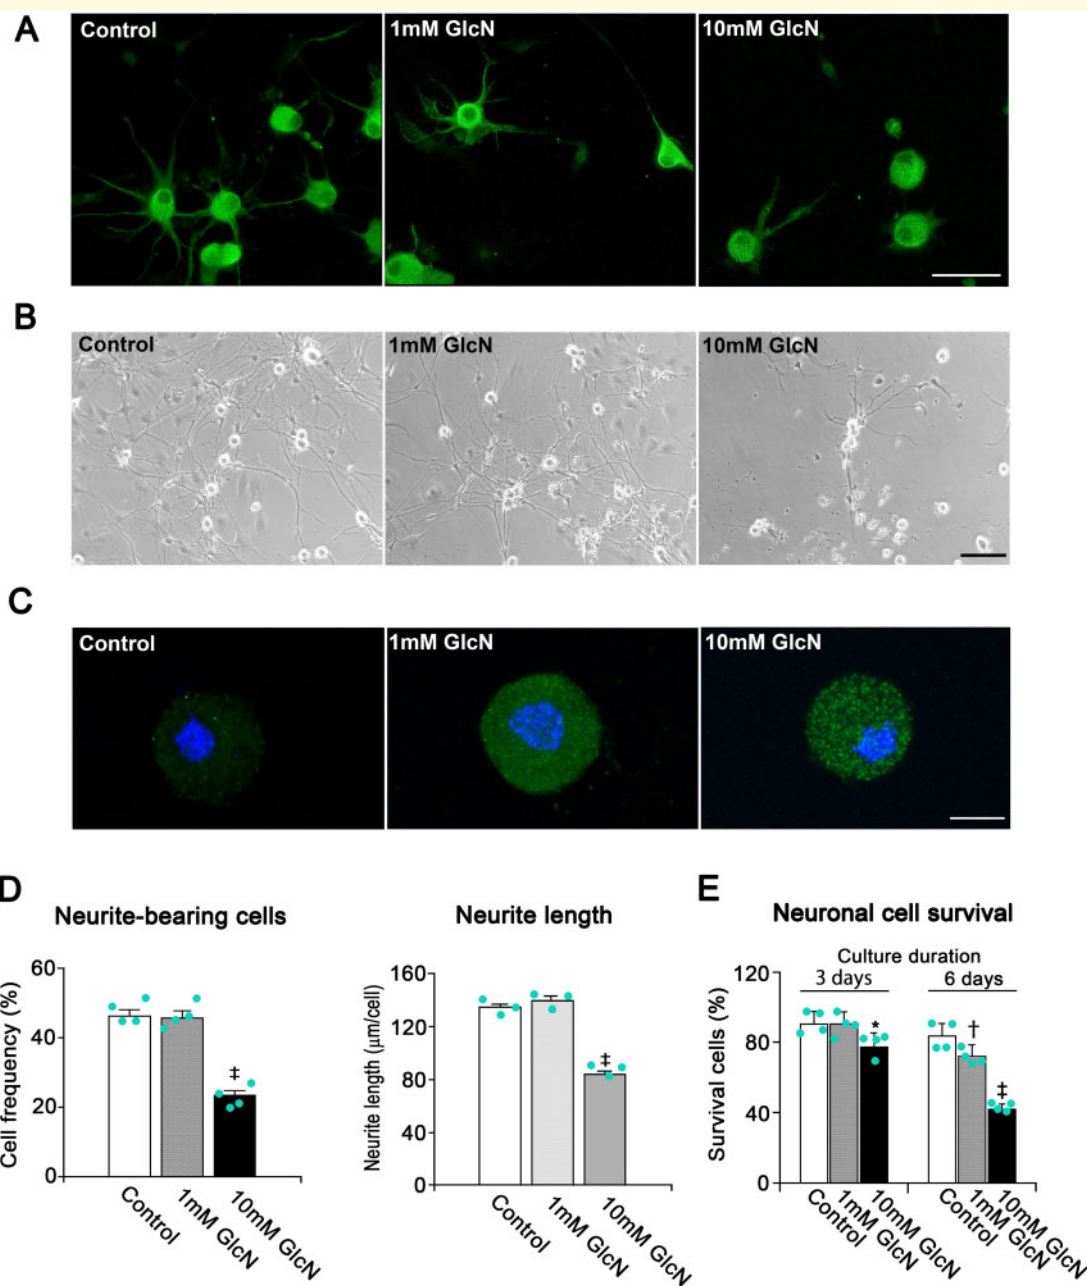 A
Control
1mM GlcN
10mM GlcN
B
Control
1mM GlcN
10mM GlcN
C
Control
1mM GlcN
10mM GlcN
D
Neurite-bearing cells
Cell frequency (%)
60
40
20
0
‡
Control
1mM GlcN
10mM GlcN
Neurite length
Neurite length (μm/cell)
160
120
80
40
0
‡
Control
1mM GlcN
10mM GlcN
E
Neuronal cell survival
Culture duration
3 days
6 days
Survival cells (%)
120
80
40
0
*
†
‡
Control
1mM GlcN
10mM GlcN
Control
1mM GlcN
10mM GlcN